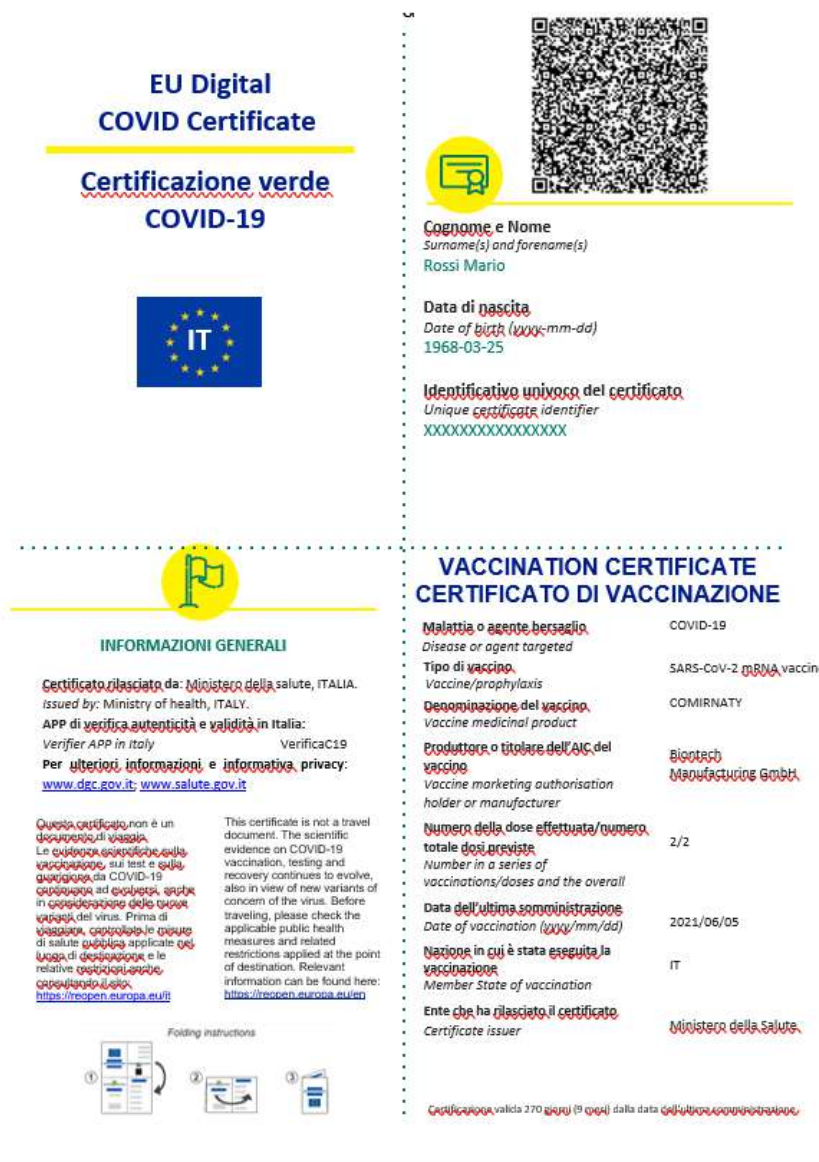 EU Digital
COVID Certificate
Certificazione verde
COVID-19
IT
Cognome e Nome
Surname(s) and forename(s)
Rossi Mario
Data di nascita
Date of birth (yyyy-mm-dd)
1968-03-25
Identificativo univoco del certificato
Unique certificate identifier
XXXXXXXXXXXXXXXX
INFORMAZIONI GENERALI
Certificato rilasciato da: Ministero della salute, ITALIA.
Issued by: Ministry of health, ITALY.
APP di verifica autenticità e validità in Italia:
Verifier APP in Italy VerificaC19
Per ulteriori informazioni e informativa privacy:
www.dgc.gov.it; www.salute.gov.it
Questo certificato non è un
documento di viaggio.
Le evidenze scientifiche sulla
vaccinazione, sui test e sulla
guarigione da COVID-19
continuano ad evolversi, anche
in considerazione delle nuove
varianti del virus. Prima di
viaggiare, controllate le misure
di salute pubblica applicate nel
luogo di destinazione e le
relative restrizioni anche
consultando il sito:
https://reopen.europa.eu/it
This certificate is not a travel
document. The scientific
evidence on COVID-19
vaccination, testing and
recovery continues to evolve,
also in view of new variants of
concern of the virus. Before
traveling, please check the
applicable public health
measures and related
restrictions applied at the point
of destination. Relevant
information can be found here:
https://reopen.europa.eu/en
Folding instructions
1 2 3
VACCINATION CERTIFICATE
CERTIFICATO DI VACCINAZIONE
Malattia o agente bersaglio COVID-19
Disease or agent targeted
Tipo di vaccino SARS-CoV-2 mRNA vaccin
Vaccine/prophylaxis
Denominazione del vaccino COMIRNATY
Vaccine medicinal product
Produttore o titolare dell'AIC del
vaccino
Biontech
Manufacturing GmbH
Vaccine marketing authorisation
holder or manufacturer
Numero della dose effettuata/numero
totale dosi previste 2/2
Number in a series of
vaccinations/doses and the overall
Data dell'ultima somministrazione
Date of vaccination (yyyy/mm/dd) 2021/06/05
Nazione in cui è stata eseguita la
vaccinazione IT
Member State of vaccination
Ente che ha rilasciato il certificato
Certificate issuer Ministero della Salute
Certificazione valida 270 giorni (9 mesi) dalla data dell'ultima somministrazione